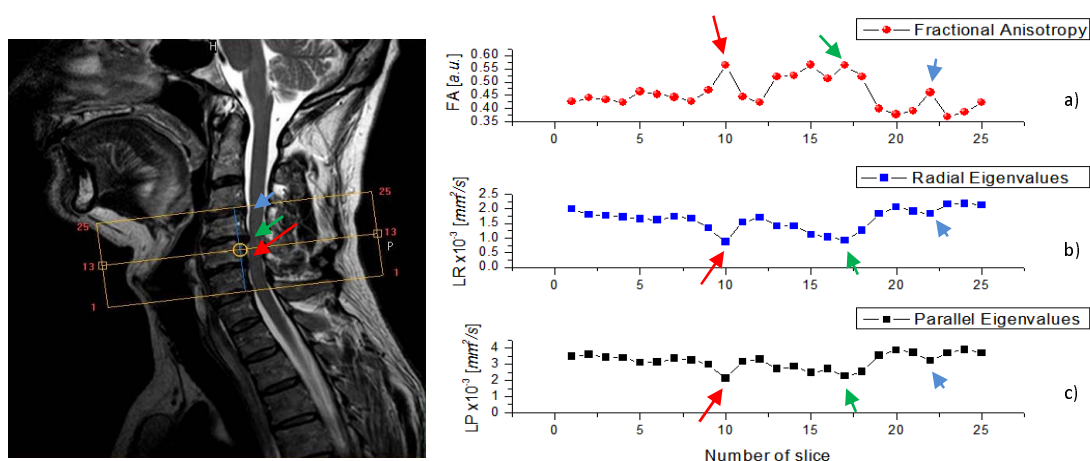 H
25
25
13
P
13
1
1
Fractional Anisotropy
FA [a.u.]
0.60
0.55
0.50
0.45
0.40
0.35
0 5 10 15 20 25
a)
Radial Eigenvalues
LR x10⁻³ [mm²/s]
2.5
2.0
1.5
1.0
0.5
0.0
0 5 10 15 20 25
b)
Parallel Eigenvalues
LP x10⁻³ [mm²/s]
4
3
2
1
0
0 5 10 15 20 25
c)
Number of slice